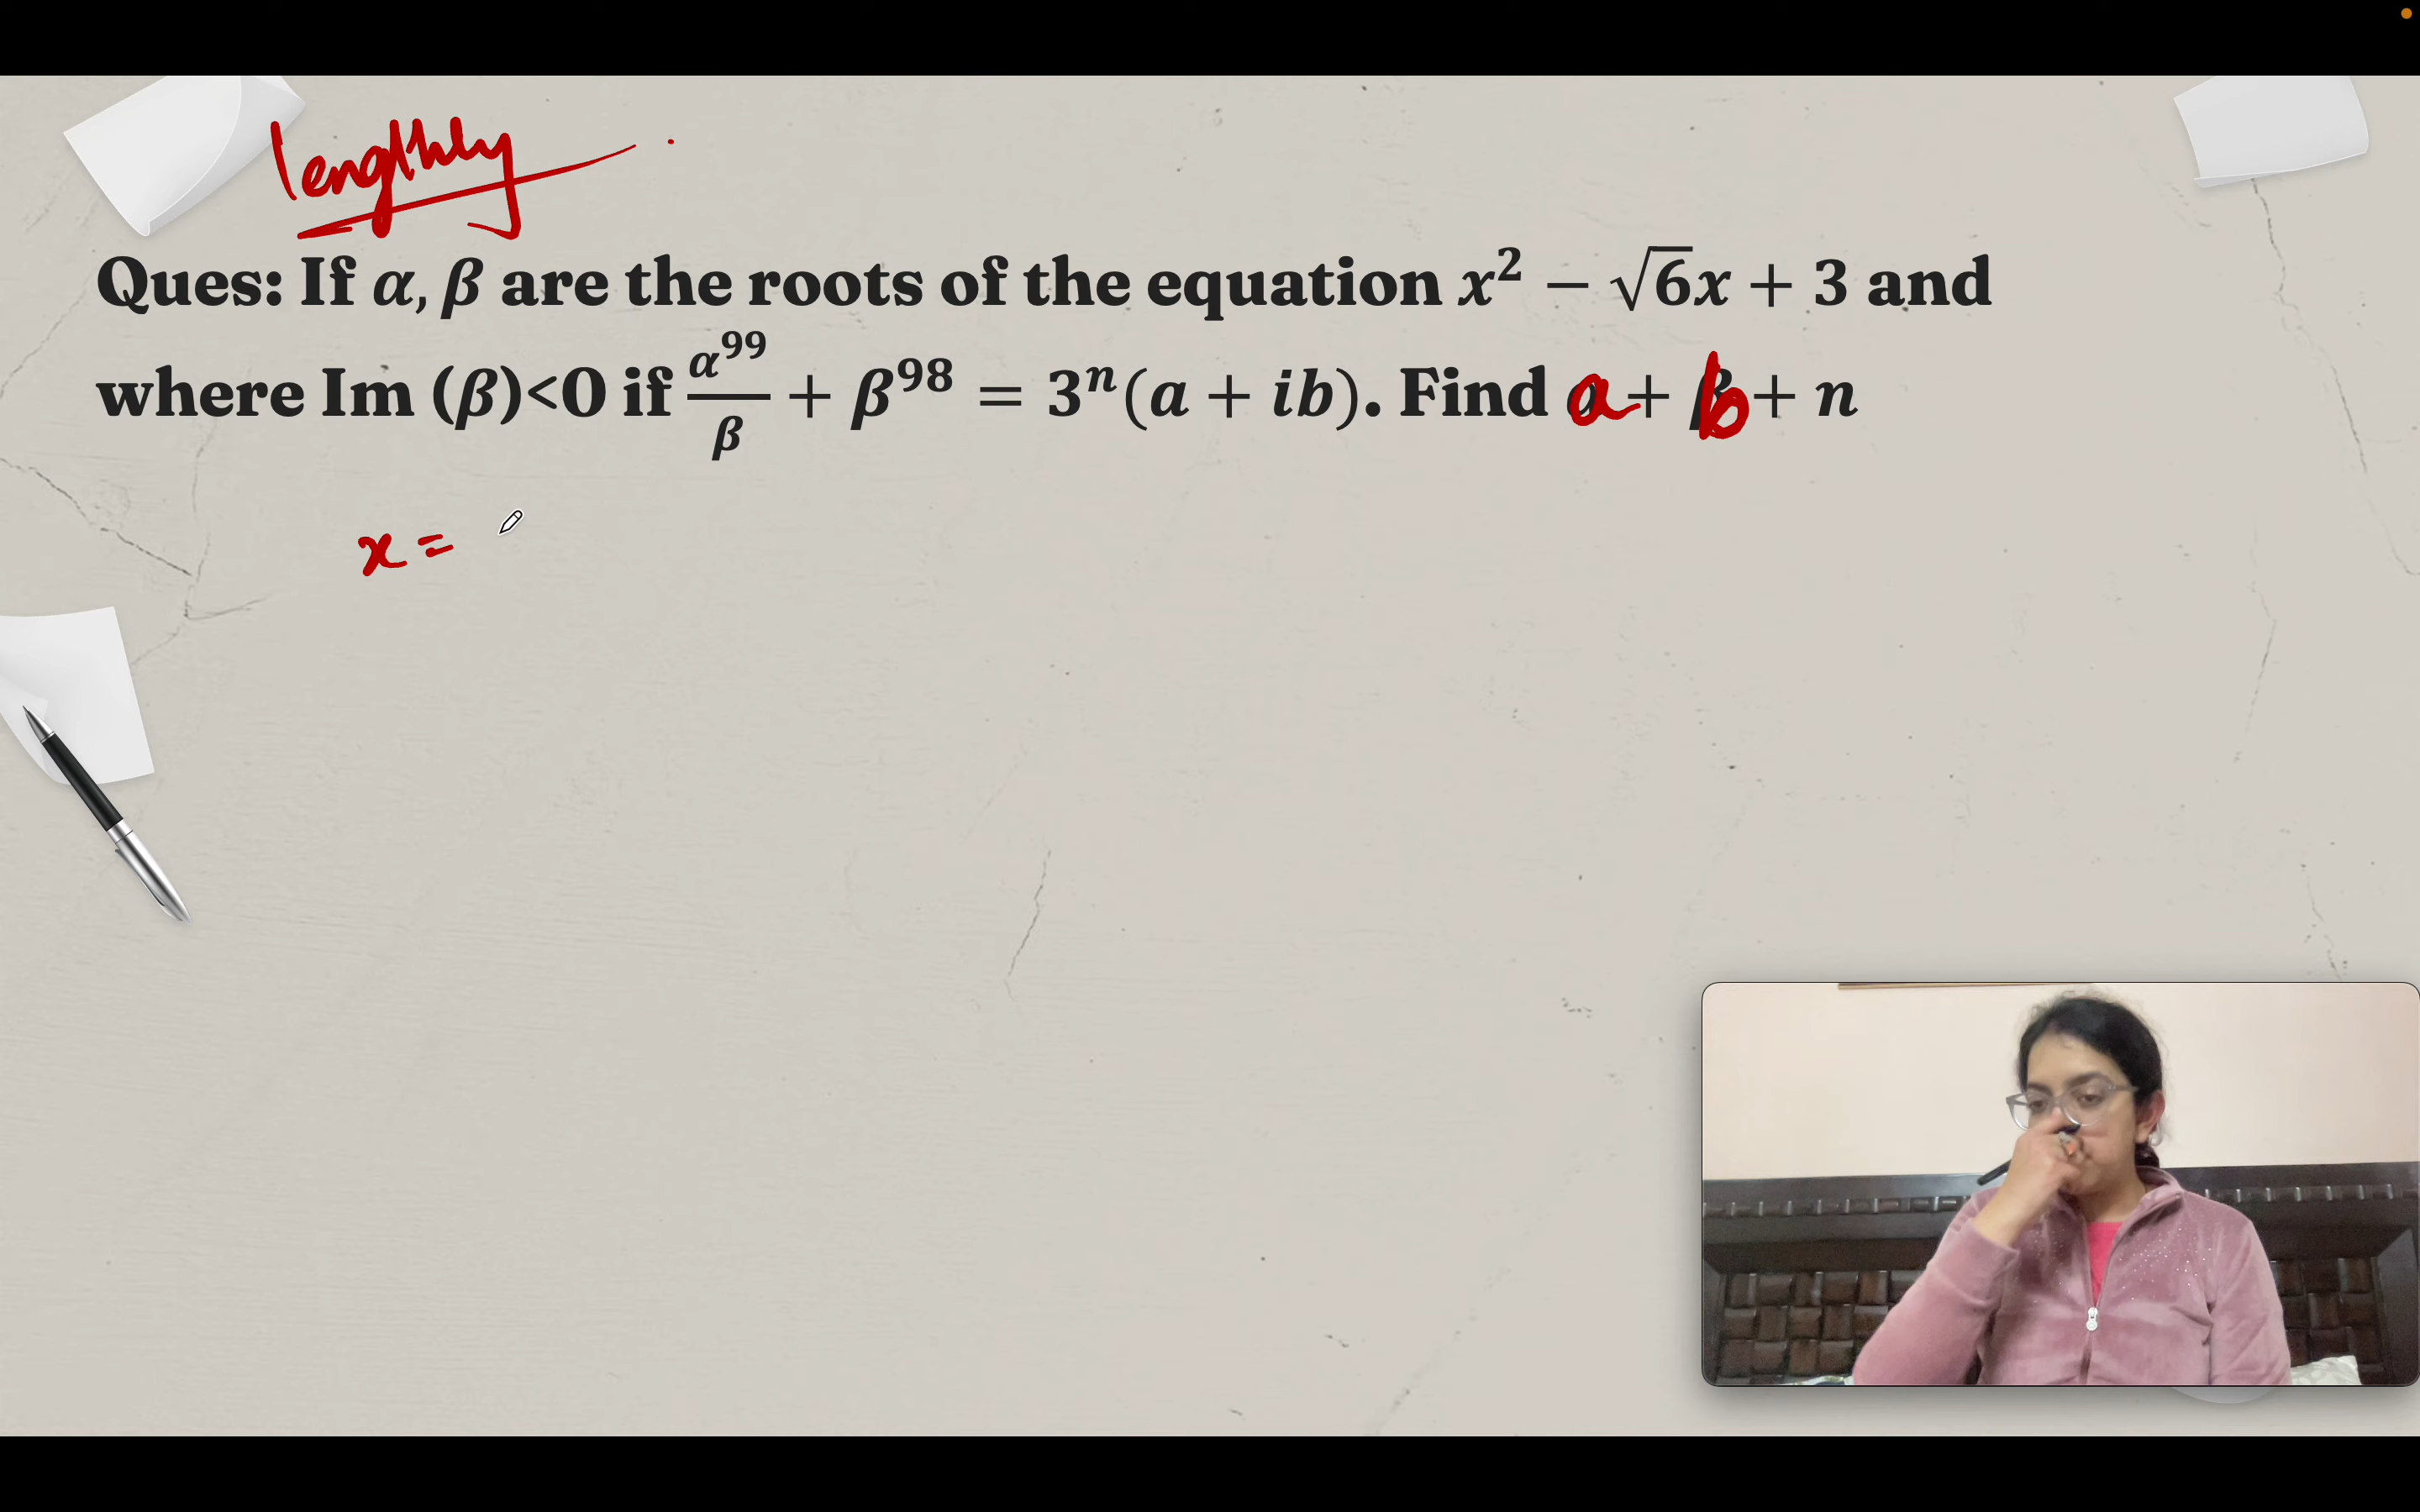 lengthly
Ques: If α, β are the roots of the equation x² − √6x + 3 and
where Im (β)<0 if α⁹⁹/β + β⁹⁸ = 3ⁿ(a + ib). Find a + b + n
x =